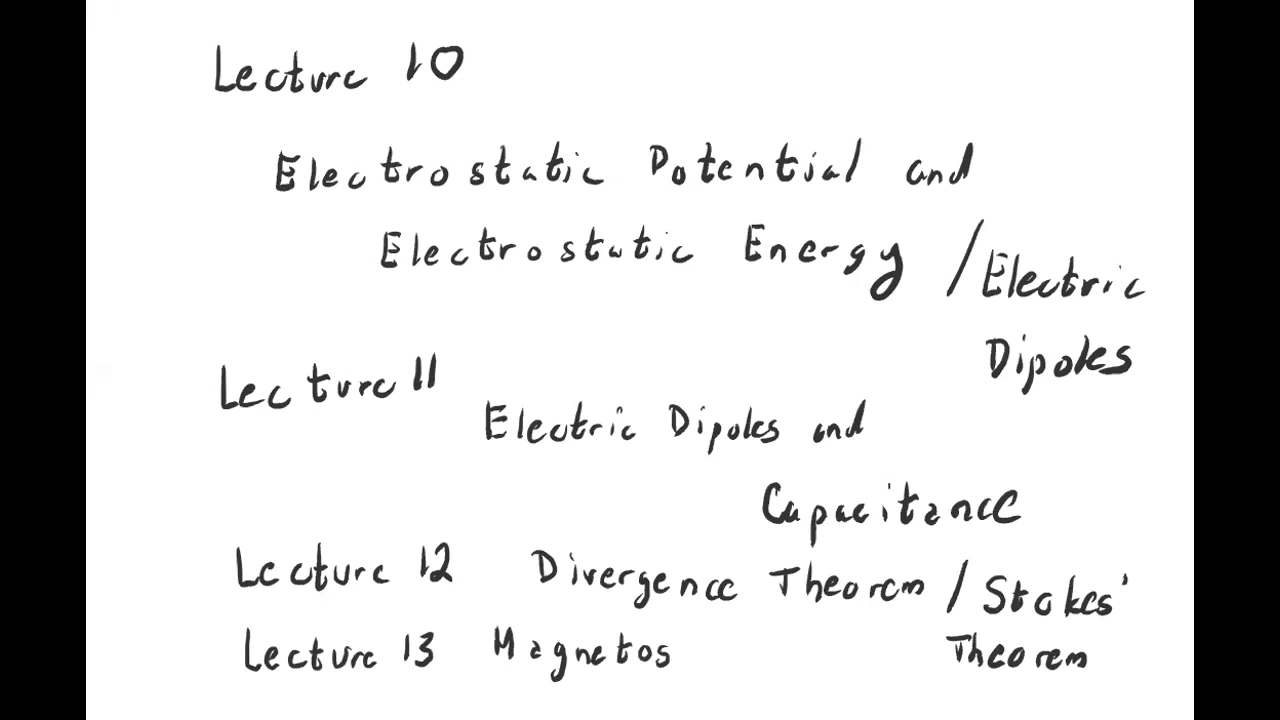 Lecture 10
Electrostatic Potential and
Electrostatic Energy / Electric
Dipoles
Lecture 11
Electric Dipoles and
Capacitance
Lecture 12 Divergence Theorem / Stokes'
Theorem
Lecture 13 Magnetos